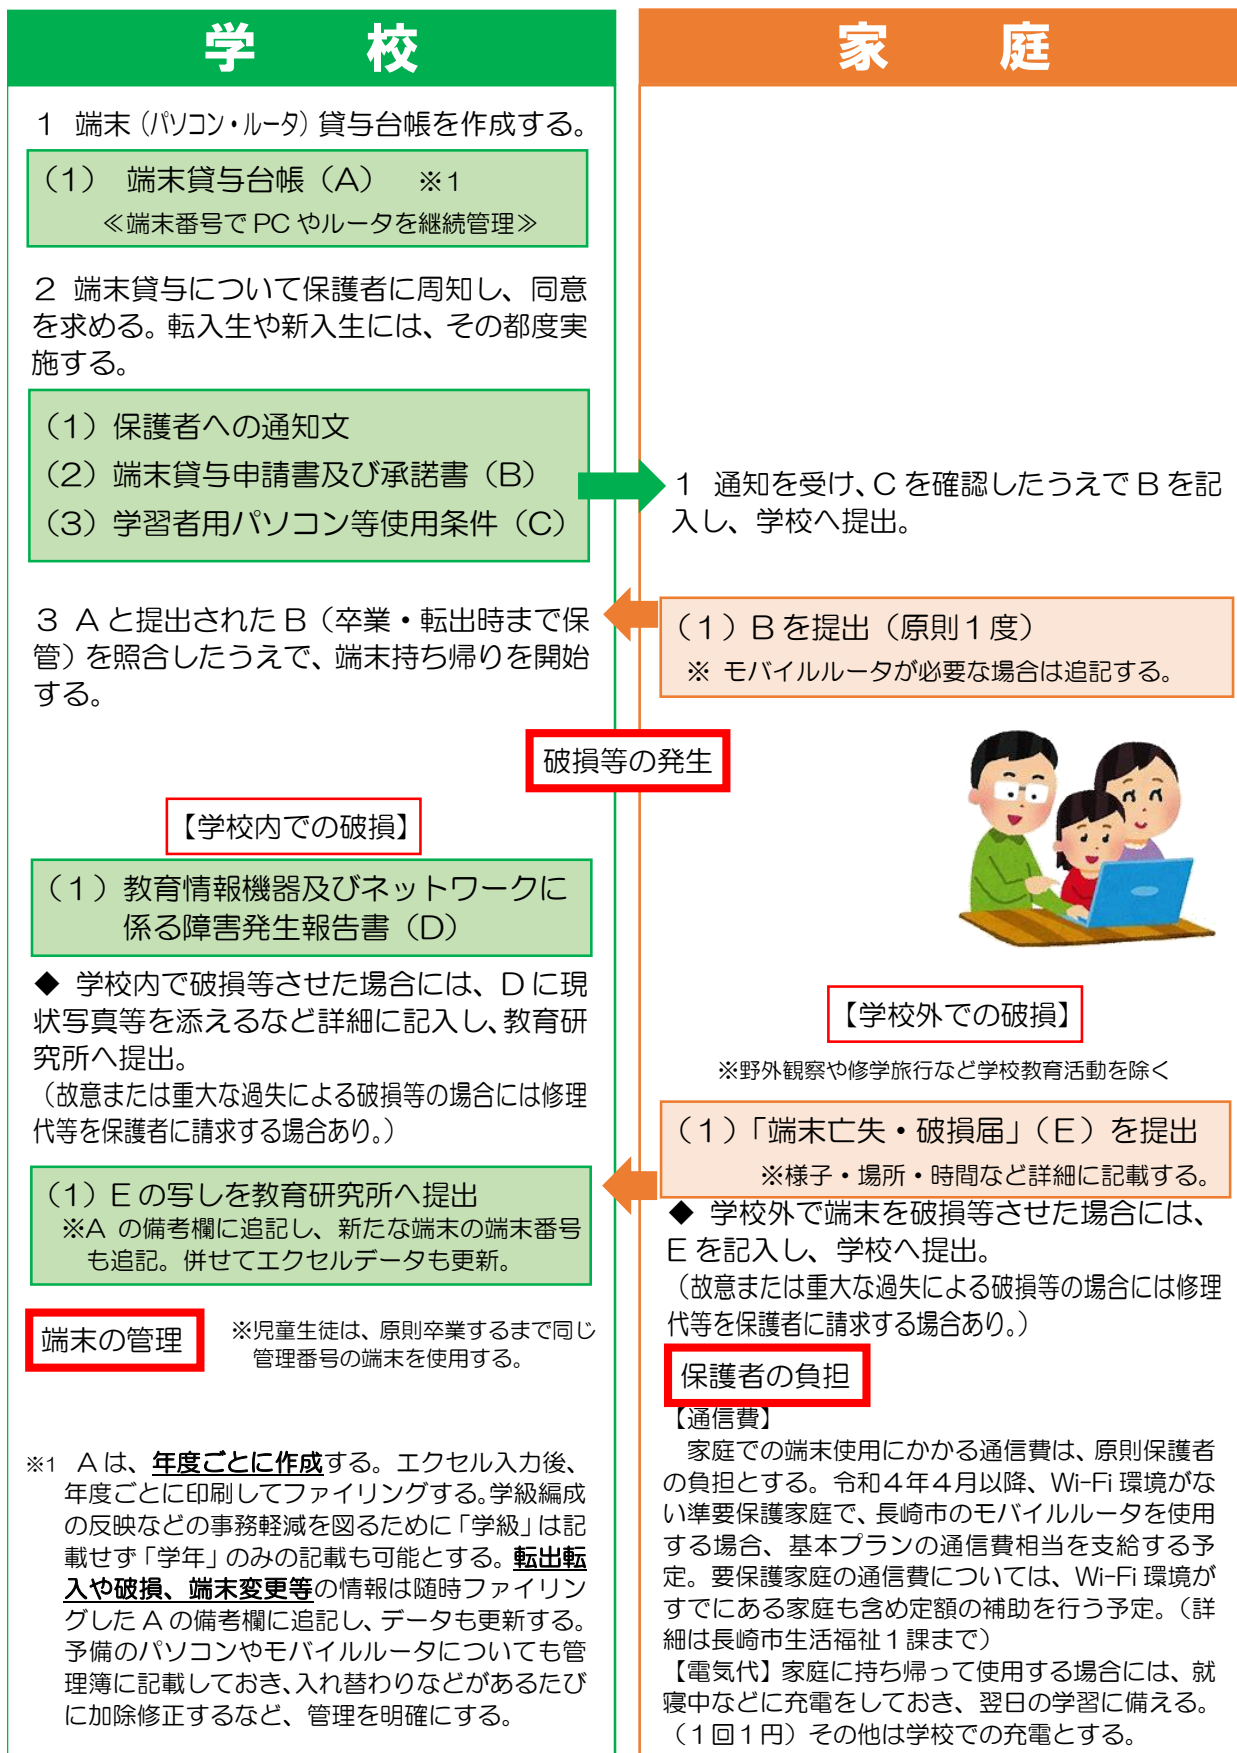 学　校
1　端末（パソコン・ルータ）貸与台帳を作成する。
（1）　端末貸与台帳（A）　※1
≪端末番号で PC やルータを継続管理≫
2　端末貸与について保護者に周知し、同意
を求める。転入生や新入生には、その都度実
施する。
（1）保護者への通知文
（2）端末貸与申請書及び承諾書（B）
（3）学習者用パソコン等使用条件（C）
3　A と提出された B（卒業・転出時まで保
管）を照合したうえで、端末持ち帰りを開始
する。
家　庭
1　通知を受け、C を確認したうえで B を記
入し、学校へ提出。
（1）B を提出（原則１度）
※ モバイルルータが必要な場合は追記する。
破損等の発生
【学校内での破損】
（1）教育情報機器及びネットワークに
係る障害発生報告書（D）
◆ 学校内で破損等させた場合には、D に現
状写真等を添えるなど詳細に記入し、教育研
究所へ提出。
（故意または重大な過失による破損等の場合には修理
代等を保護者に請求する場合あり。）
（1）E の写しを教育研究所へ提出
※A の備考欄に追記し、新たな端末の端末番号
も追記。併せてエクセルデータも更新。
端末の管理
※児童生徒は、原則卒業するまで同じ
管理番号の端末を使用する。
※1　A は、年度ごとに作成する。エクセル入力後、
年度ごとに印刷してファイリングする。学級編成
の反映などの事務軽減を図るために「学級」は記
載せず「学年」のみの記載も可能とする。転出転
入や破損、端末変更等の情報は随時ファイリン
グした A の備考欄に追記し、データも更新する。
予備のパソコンやモバイルルータについても管
理簿に記載しておき、入れ替わりなどがあるたび
に加除修正するなど、管理を明確にする。
【学校外での破損】
※野外観察や修学旅行など学校教育活動を除く
（1）「端末亡失・破損届」（E）を提出
※様子・場所・時間など詳細に記載する。
◆ 学校外で端末を破損等させた場合には、
E を記入し、学校へ提出。
（故意または重大な過失による破損等の場合には修理
代等を保護者に請求する場合あり。）
保護者の負担
【通信費】
家庭での端末使用にかかる通信費は、原則保護者
の負担とする。令和４年４月以降、Wi-Fi 環境がな
い準要保護家庭で、長崎市のモバイルルータを使用
する場合、基本プランの通信費相当を支給する予
定。要保護家庭の通信費については、Wi-Fi 環境が
すでにある家庭も含め定額の補助を行う予定。（詳
細は長崎市生活福祉１課まで）
【電気代】家庭に持ち帰って使用する場合には、就
寝中などに充電をしておき、翌日の学習に備える。
（１回１円）その他は学校での充電とする。